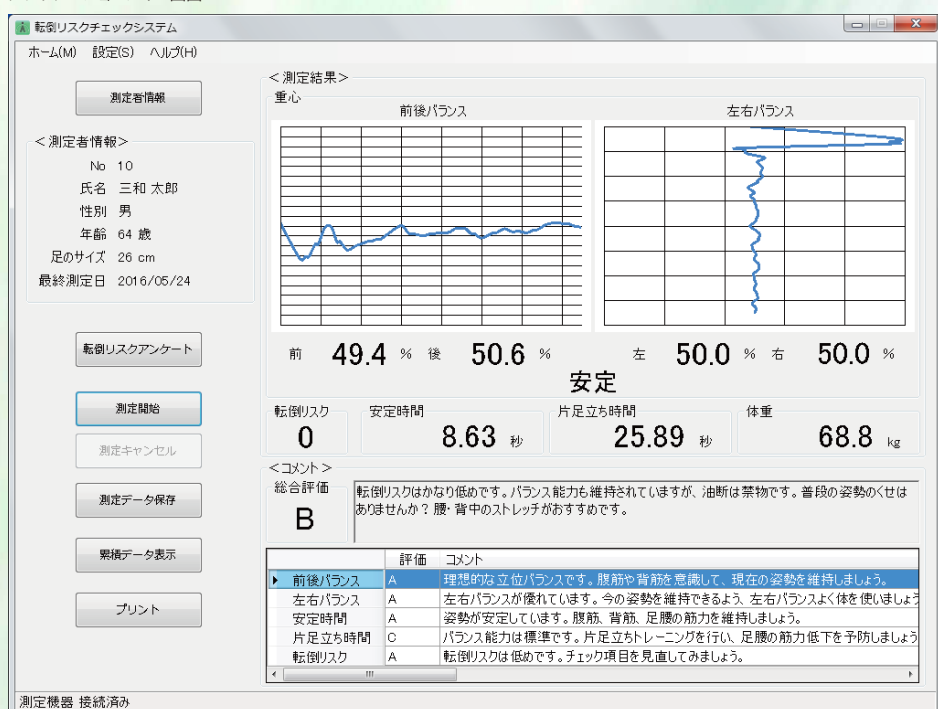 転倒リスクチェックシステム
ホーム(M) 設定(S) ヘルプ(H)
測定者情報
<測定者情報>
No 10
氏名 三和 太郎
性別 男
年齢 64 歳
足のサイズ 26 cm
最終測定日 2016/05/24
転倒リスクアンケート
測定開始
測定キャンセル
測定データ保存
累積データ表示
プリント
<測定結果>
重心
前後バランス 左右バランス
前 49.4 % 後 50.6 % 左 50.0 % 右 50.0 %
安定
転倒リスク 安定時間 片足立ち時間 体重
0 8.63 秒 25.89 秒 68.8 kg
<コメント>
総合評価
B
転倒リスクはかなり低めです。バランス能力も維持されていますが、油断は禁物です。普段の姿勢のくせは
ありませんか？腰・背中のストレッチがおすすめです。
評価 コメント
前後バランス A 理想的な立位バランスです。腹筋や背筋を意識して、現在の姿勢を維持しましょう。
左右バランス A 左右バランスが優れています。今の姿勢を維持できるよう、左右バランスよく体を使いましょう
安定時間 A 姿勢が安定しています。腹筋、背筋、足腰の筋力を維持しましょう。
片足立ち時間 C バランス能力は標準です。片足立ちトレーニングを行い、足腰の筋力低下を予防しましょう
転倒リスク A 転倒リスクは低めです。チェック項目を見直してみましょう。
測定機器 接続済み